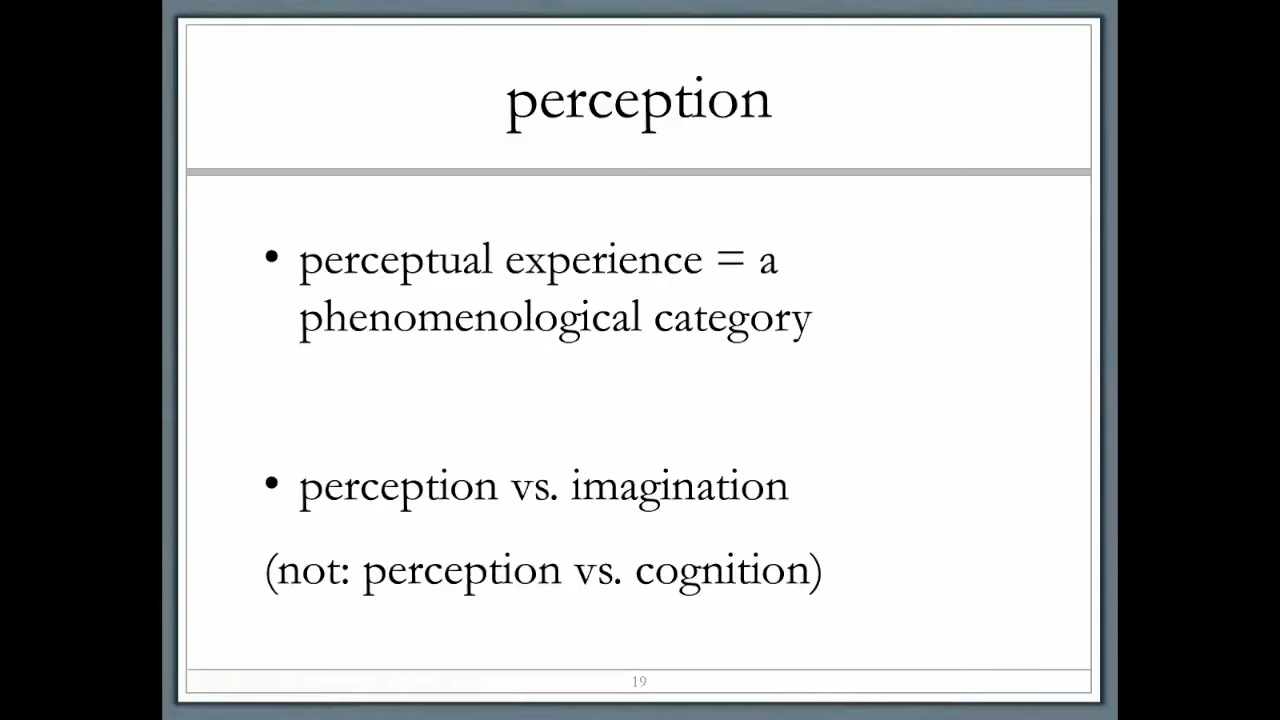 perception
• perceptual experience = a
phenomenological category
• perception vs. imagination
(not: perception vs. cognition)
19